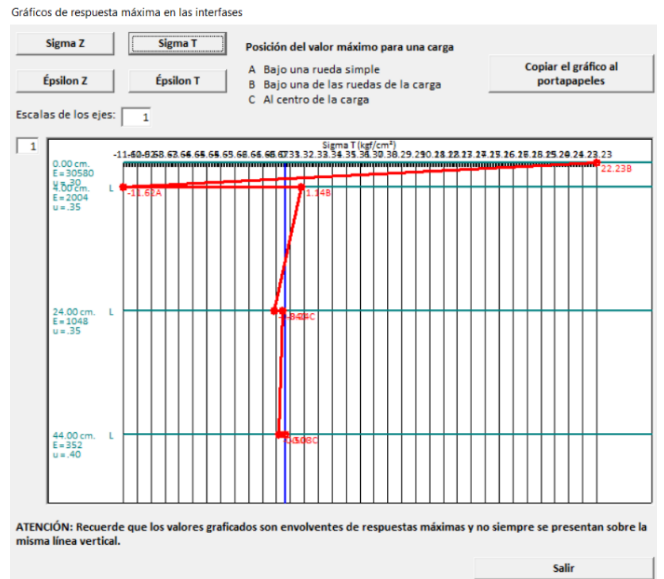 Gráficos de respuesta máxima en las interfases
Sigma Z
Sigma T
Épsilon Z
Épsilon T
Posición del valor máximo para una carga
A Bajo una rueda simple
B Bajo una de las ruedas de la carga
C Al centro de la carga
Copiar el gráfico al
portapapeles
Escalas de los ejes: 1
1
Sigma T (kgf/cm²)
0.00 cm.
E=30580
22.23B
4.00 cm. L
-11.62A
1.14B
E=2004
u=.35
24.00 cm. L
E=1048
u=.35
44.00 cm. L
E=352
u=.40
ATENCIÓN: Recuerde que los valores graficados son envolventes de respuestas máximas y no siempre se presentan sobre la
misma línea vertical.
Salir